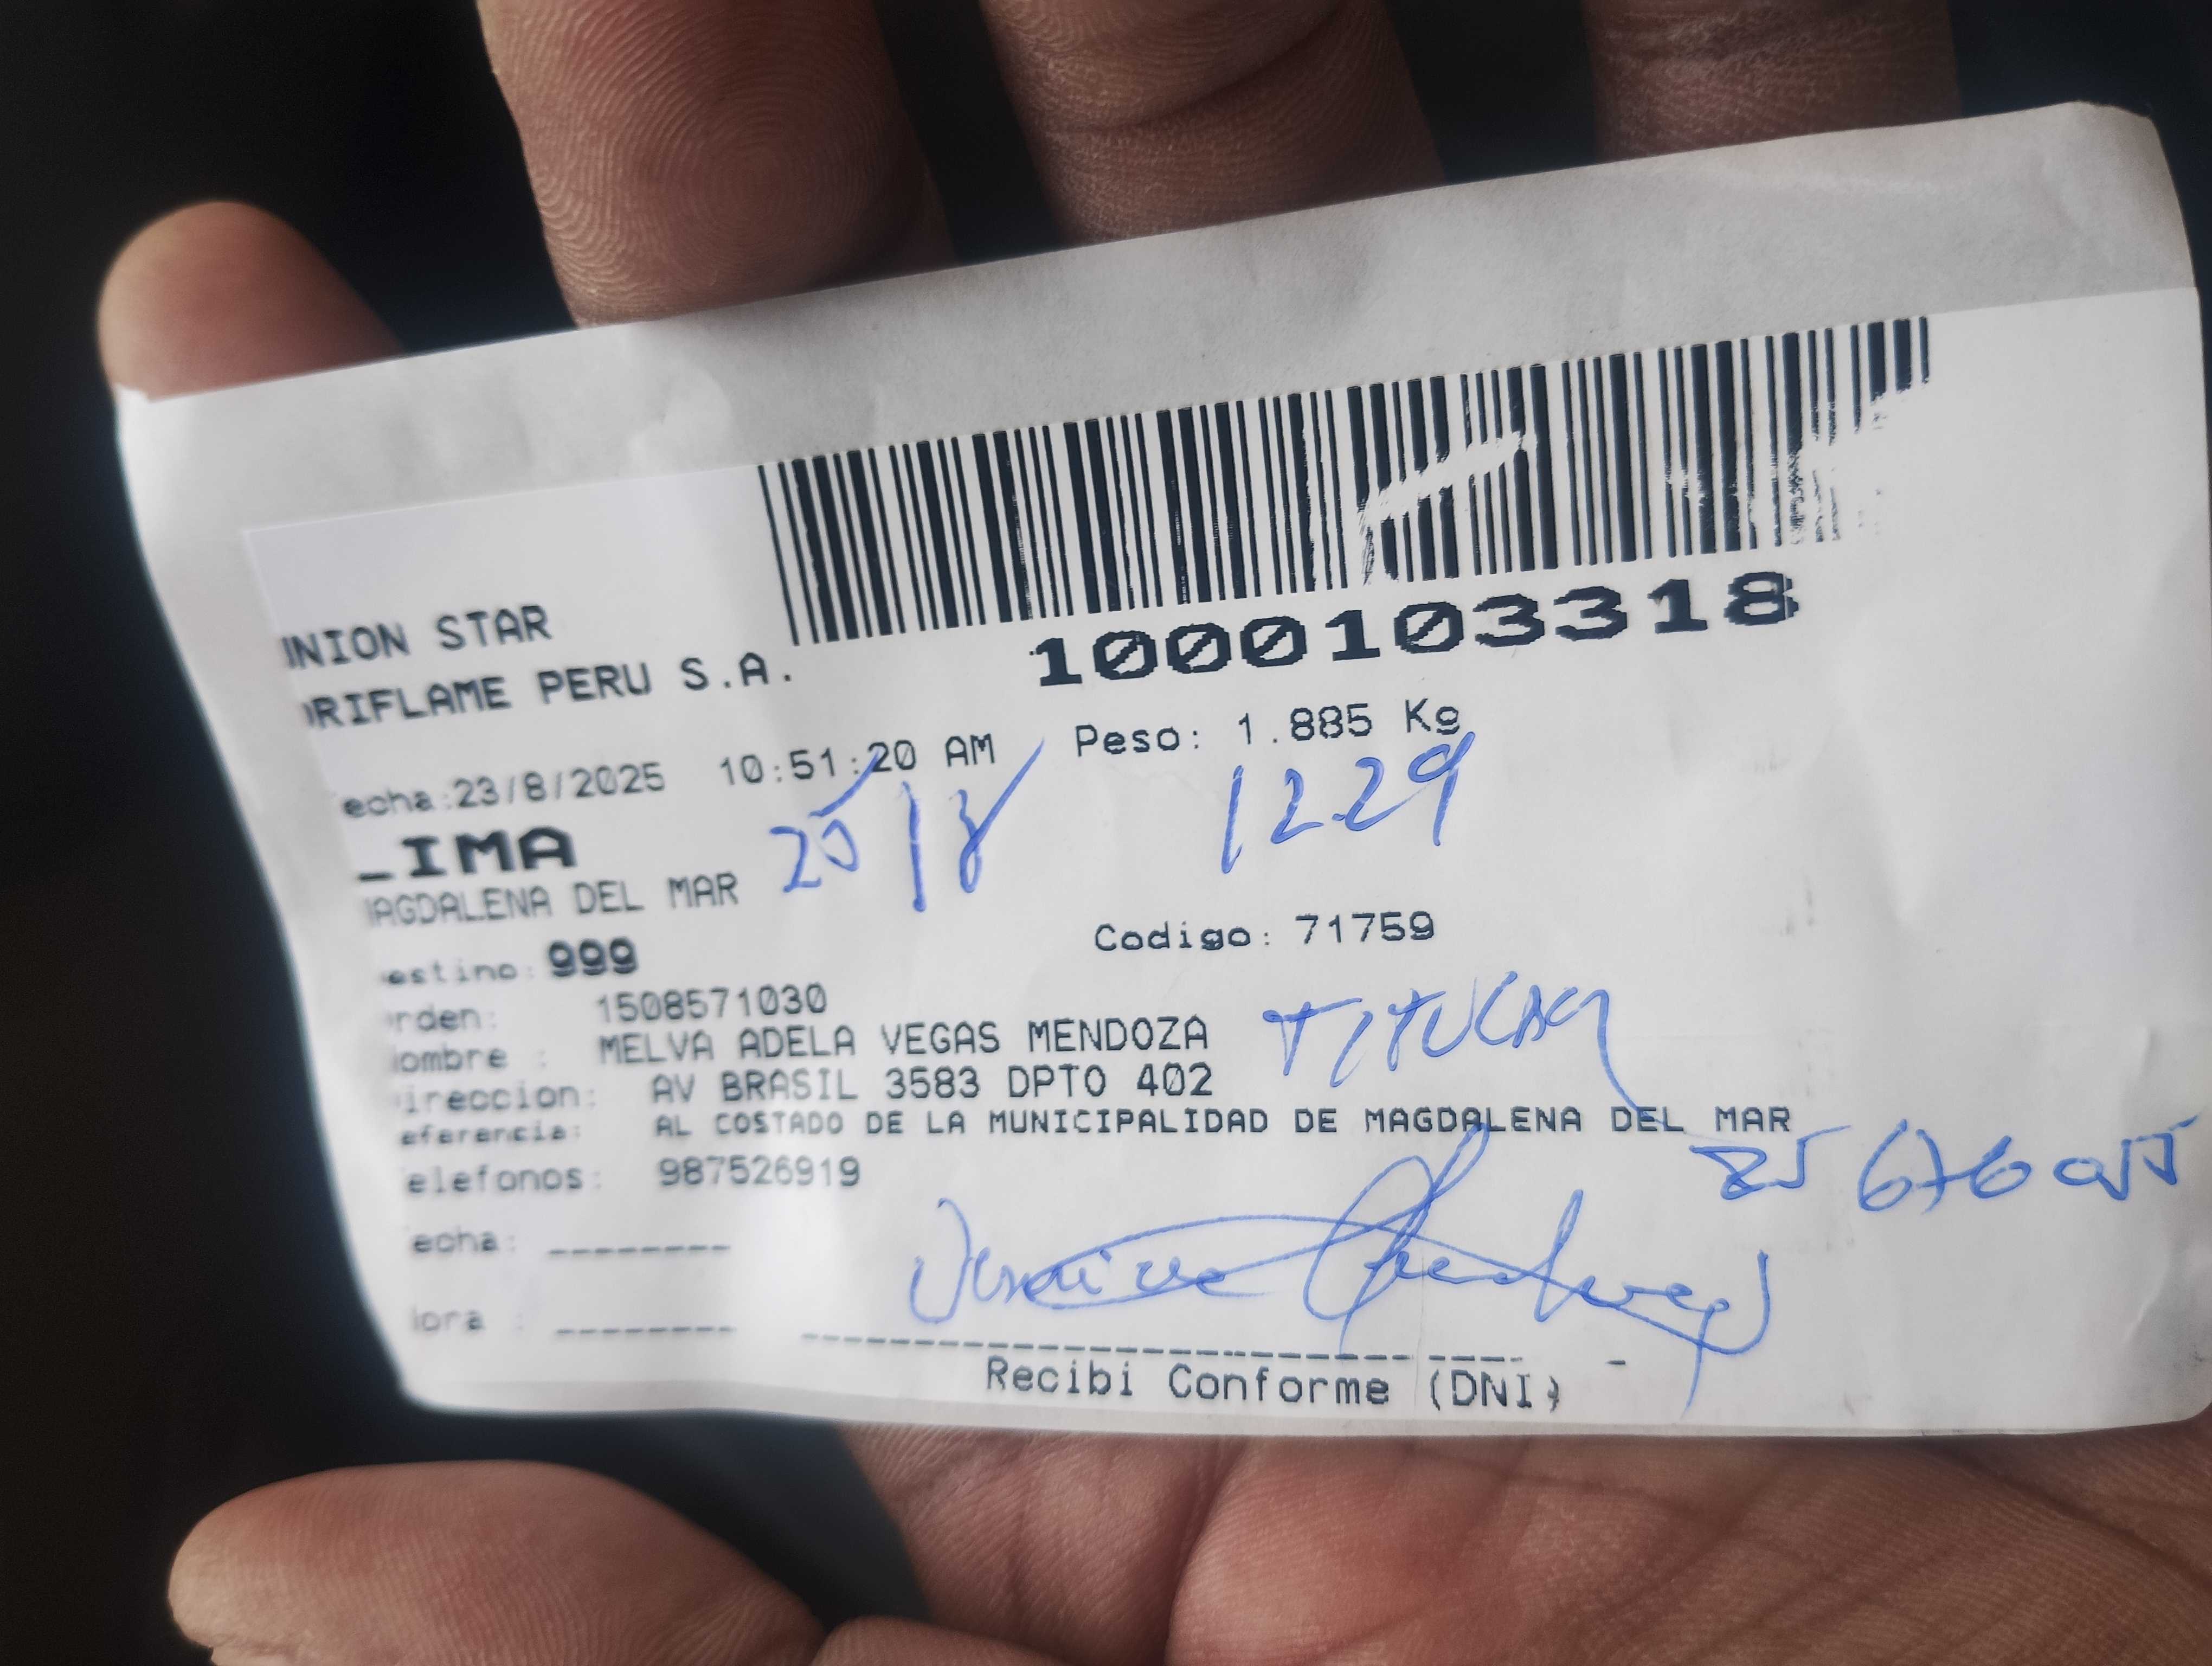 1000103318
NION STAR
RIFLAME PERU S.A.
echa:23/8/2025 10:51:20 AM Peso: 1.885 Kg
25/8 1229
IMA
AGDALENA DEL MAR
estino: 999 Codigo: 71759
rden: 1508571030
ombre : MELVA ADELA VEGAS MENDOZA TITULAR
ireccion: AV BRASIL 3583 DPTO 402
eferencia: AL COSTADO DE LA MUNICIPALIDAD DE MAGDALENA DEL MAR
elefonos: 987526919
echa: --------
ora : --------
Recibi Conforme (DNI)